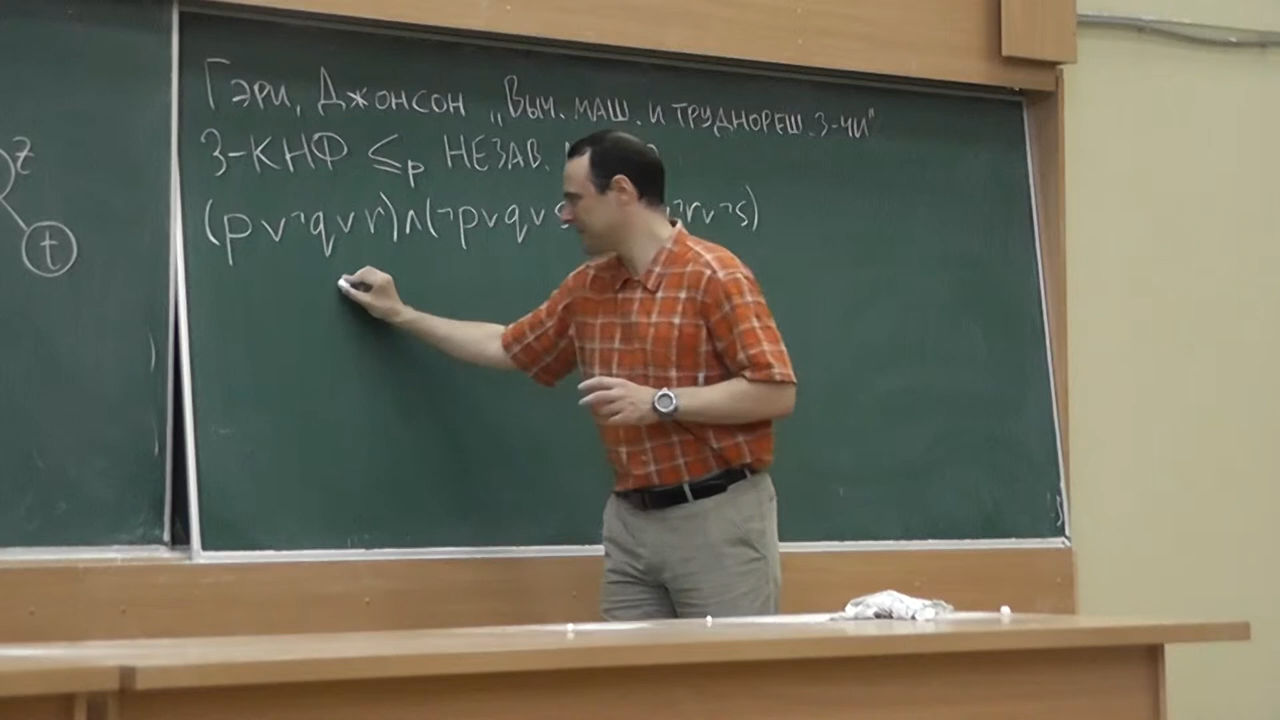 z
t
Гэри, Джонсон „Выч. маш. и труднореш. з-чи"
3-КНФ ≤p НЕЗАВ.
(p∨¬q∨r)∧(¬p∨q∨ ¬r∨¬s)